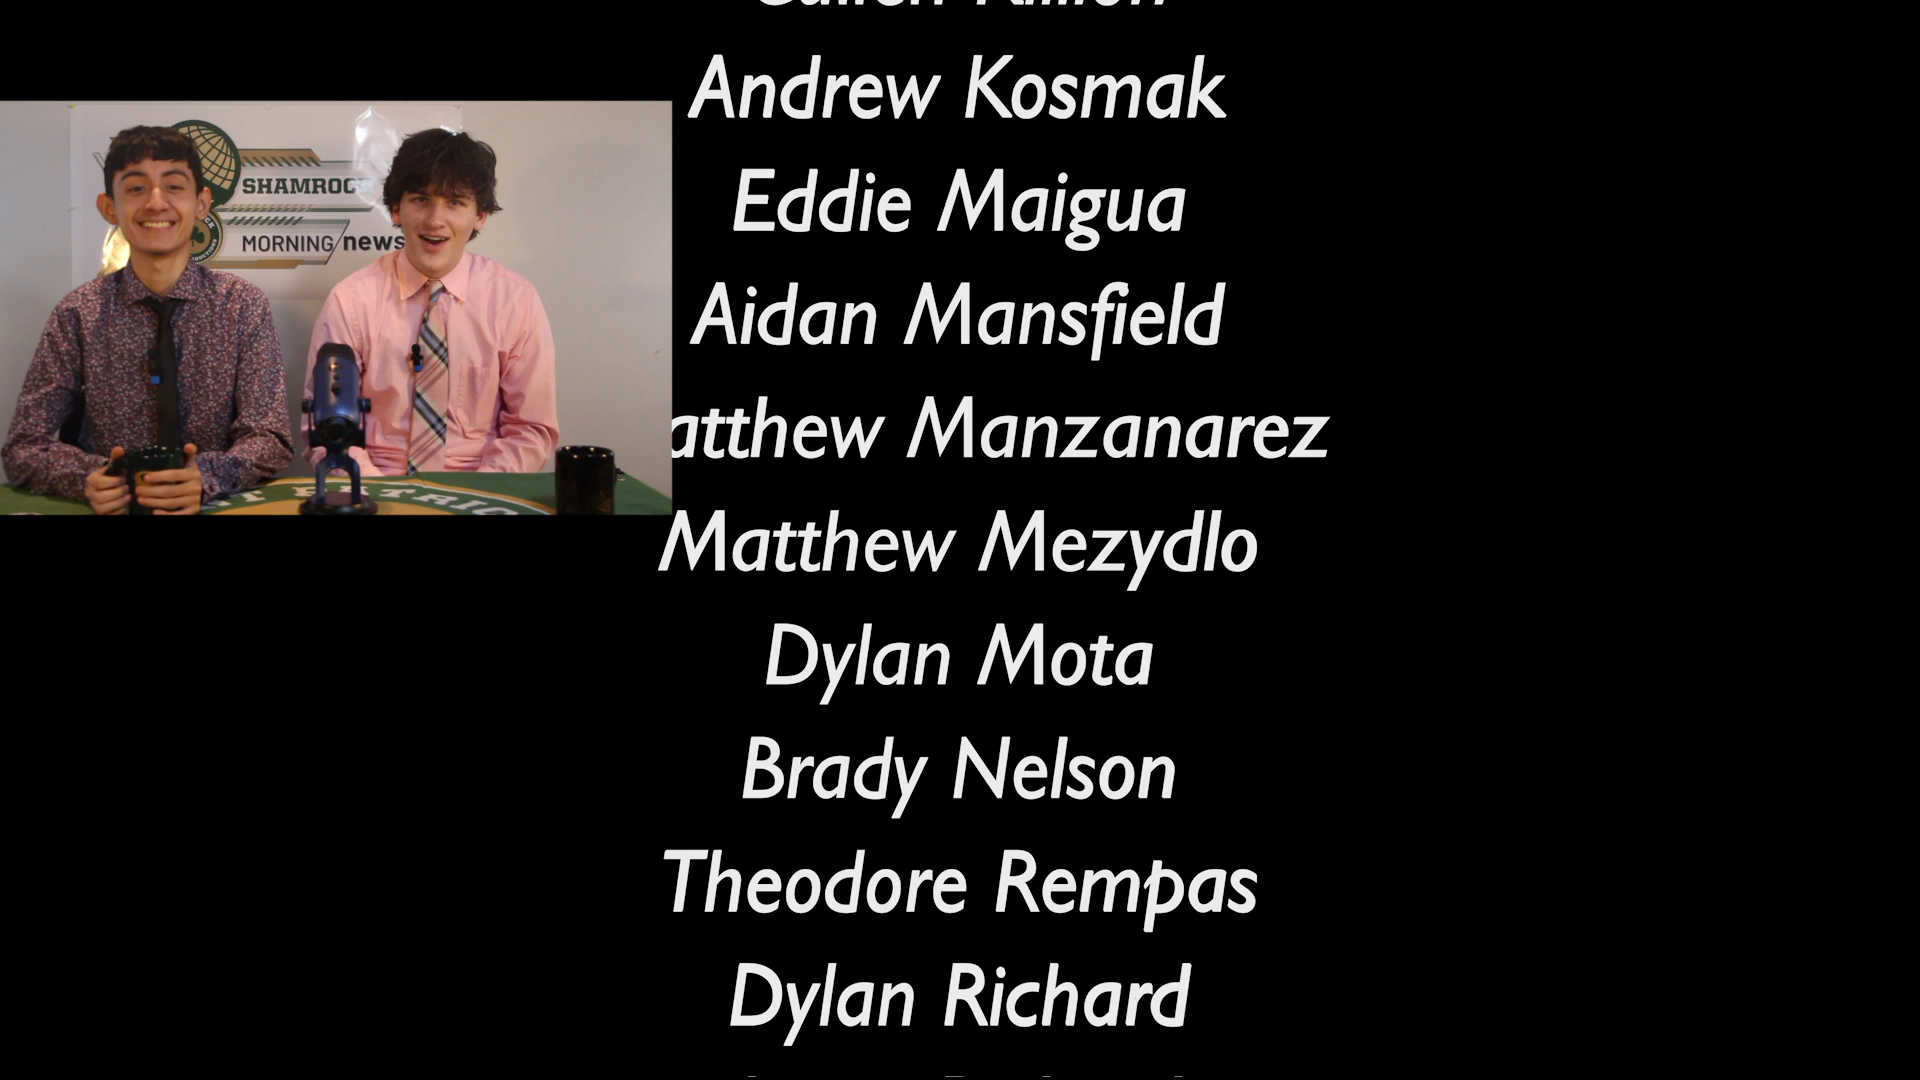 Andrew Kosmak
Eddie Maigua
Aidan Mansfield
atthew Manzanarez
Matthew Mezydlo
Dylan Mota
Brady Nelson
Theodore Rempas
Dylan Richard
SHAMROCK
MORNING/news